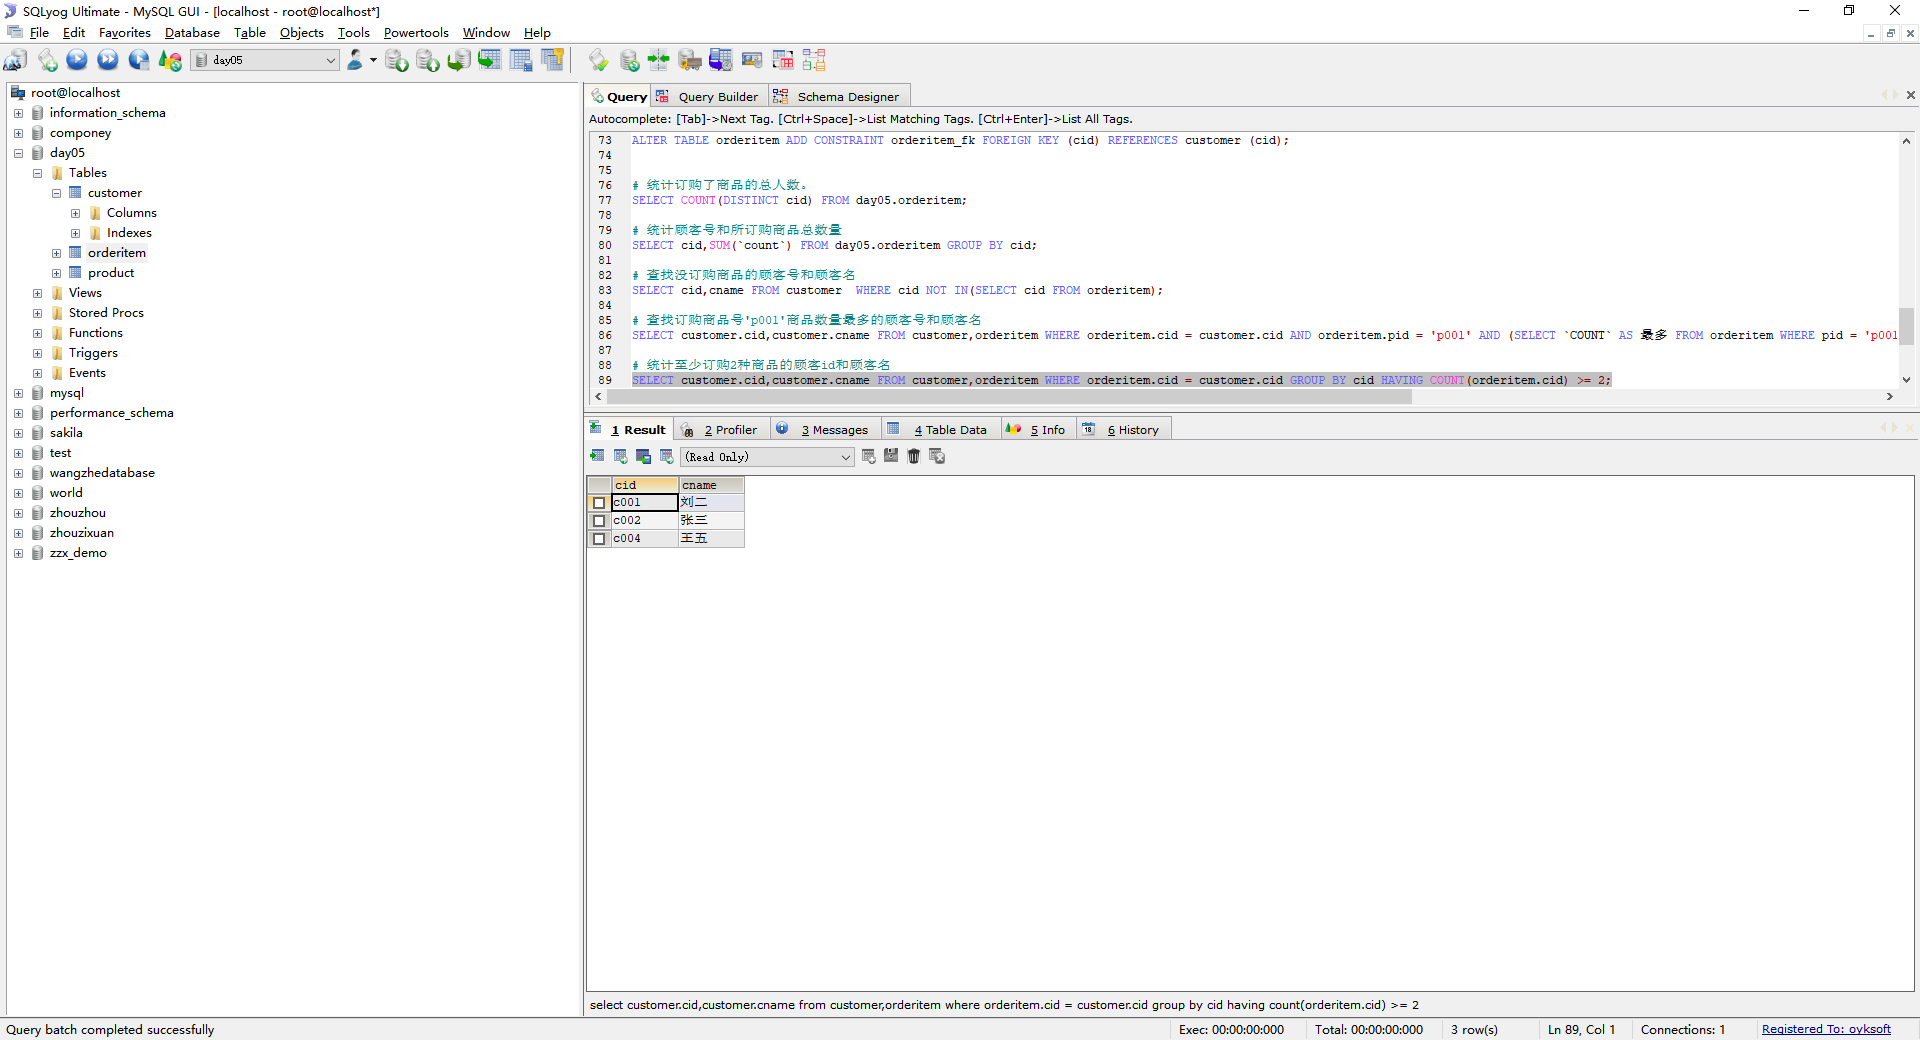 SQLyog Ultimate - MySQL GUI - [localhost - root@localhost*]
File Edit Favorites Database Table Objects Tools Powertools Window Help
day05
root@localhost
information_schema
componey
day05
Tables
customer
Columns
Indexes
orderitem
product
Views
Stored Procs
Functions
Triggers
Events
mysql
performance_schema
sakila
test
wangzhedatabase
world
zhouzhou
zhouzixuan
zzx_demo
Query Query Builder Schema Designer
Autocomplete: [Tab]->Next Tag. [Ctrl+Space]->List Matching Tags. [Ctrl+Enter]->List All Tags.
73 ALTER TABLE orderitem ADD CONSTRAINT orderitem_fk FOREIGN KEY (cid) REFERENCES customer (cid);
74
75
76 # 统计订购了商品的总人数。
77 SELECT COUNT(DISTINCT cid) FROM day05.orderitem;
78
79 # 统计顾客号和所订购商品总数量
80 SELECT cid,SUM(`count`) FROM day05.orderitem GROUP BY cid;
81
82 # 查找没订购商品的顾客号和顾客名
83 SELECT cid,cname FROM customer  WHERE cid NOT IN(SELECT cid FROM orderitem);
84
85 # 查找订购商品号'p001'商品数量最多的顾客号和顾客名
86 SELECT customer.cid,customer.cname FROM customer,orderitem WHERE orderitem.cid = customer.cid AND orderitem.pid = 'p001' AND (SELECT `COUNT` AS 最多 FROM orderitem WHERE pid = 'p001
87
88 # 统计至少订购2种商品的顾客id和顾客名
89 SELECT customer.cid,customer.cname FROM customer,orderitem WHERE orderitem.cid = customer.cid GROUP BY cid HAVING COUNT(orderitem.cid) >= 2;
1 Result 2 Profiler 3 Messages 4 Table Data 5 Info 18 6 History
(Read Only)
cid cname
c001 刘二
c002 张三
c004 王五
select customer.cid,customer.cname from customer,orderitem where orderitem.cid = customer.cid group by cid having count(orderitem.cid) >= 2
Query batch completed successfully Exec: 00:00:00:000 Total: 00:00:00:000 3 row(s) Ln 89, Col 1 Connections: 1 Registered To: ovksoft